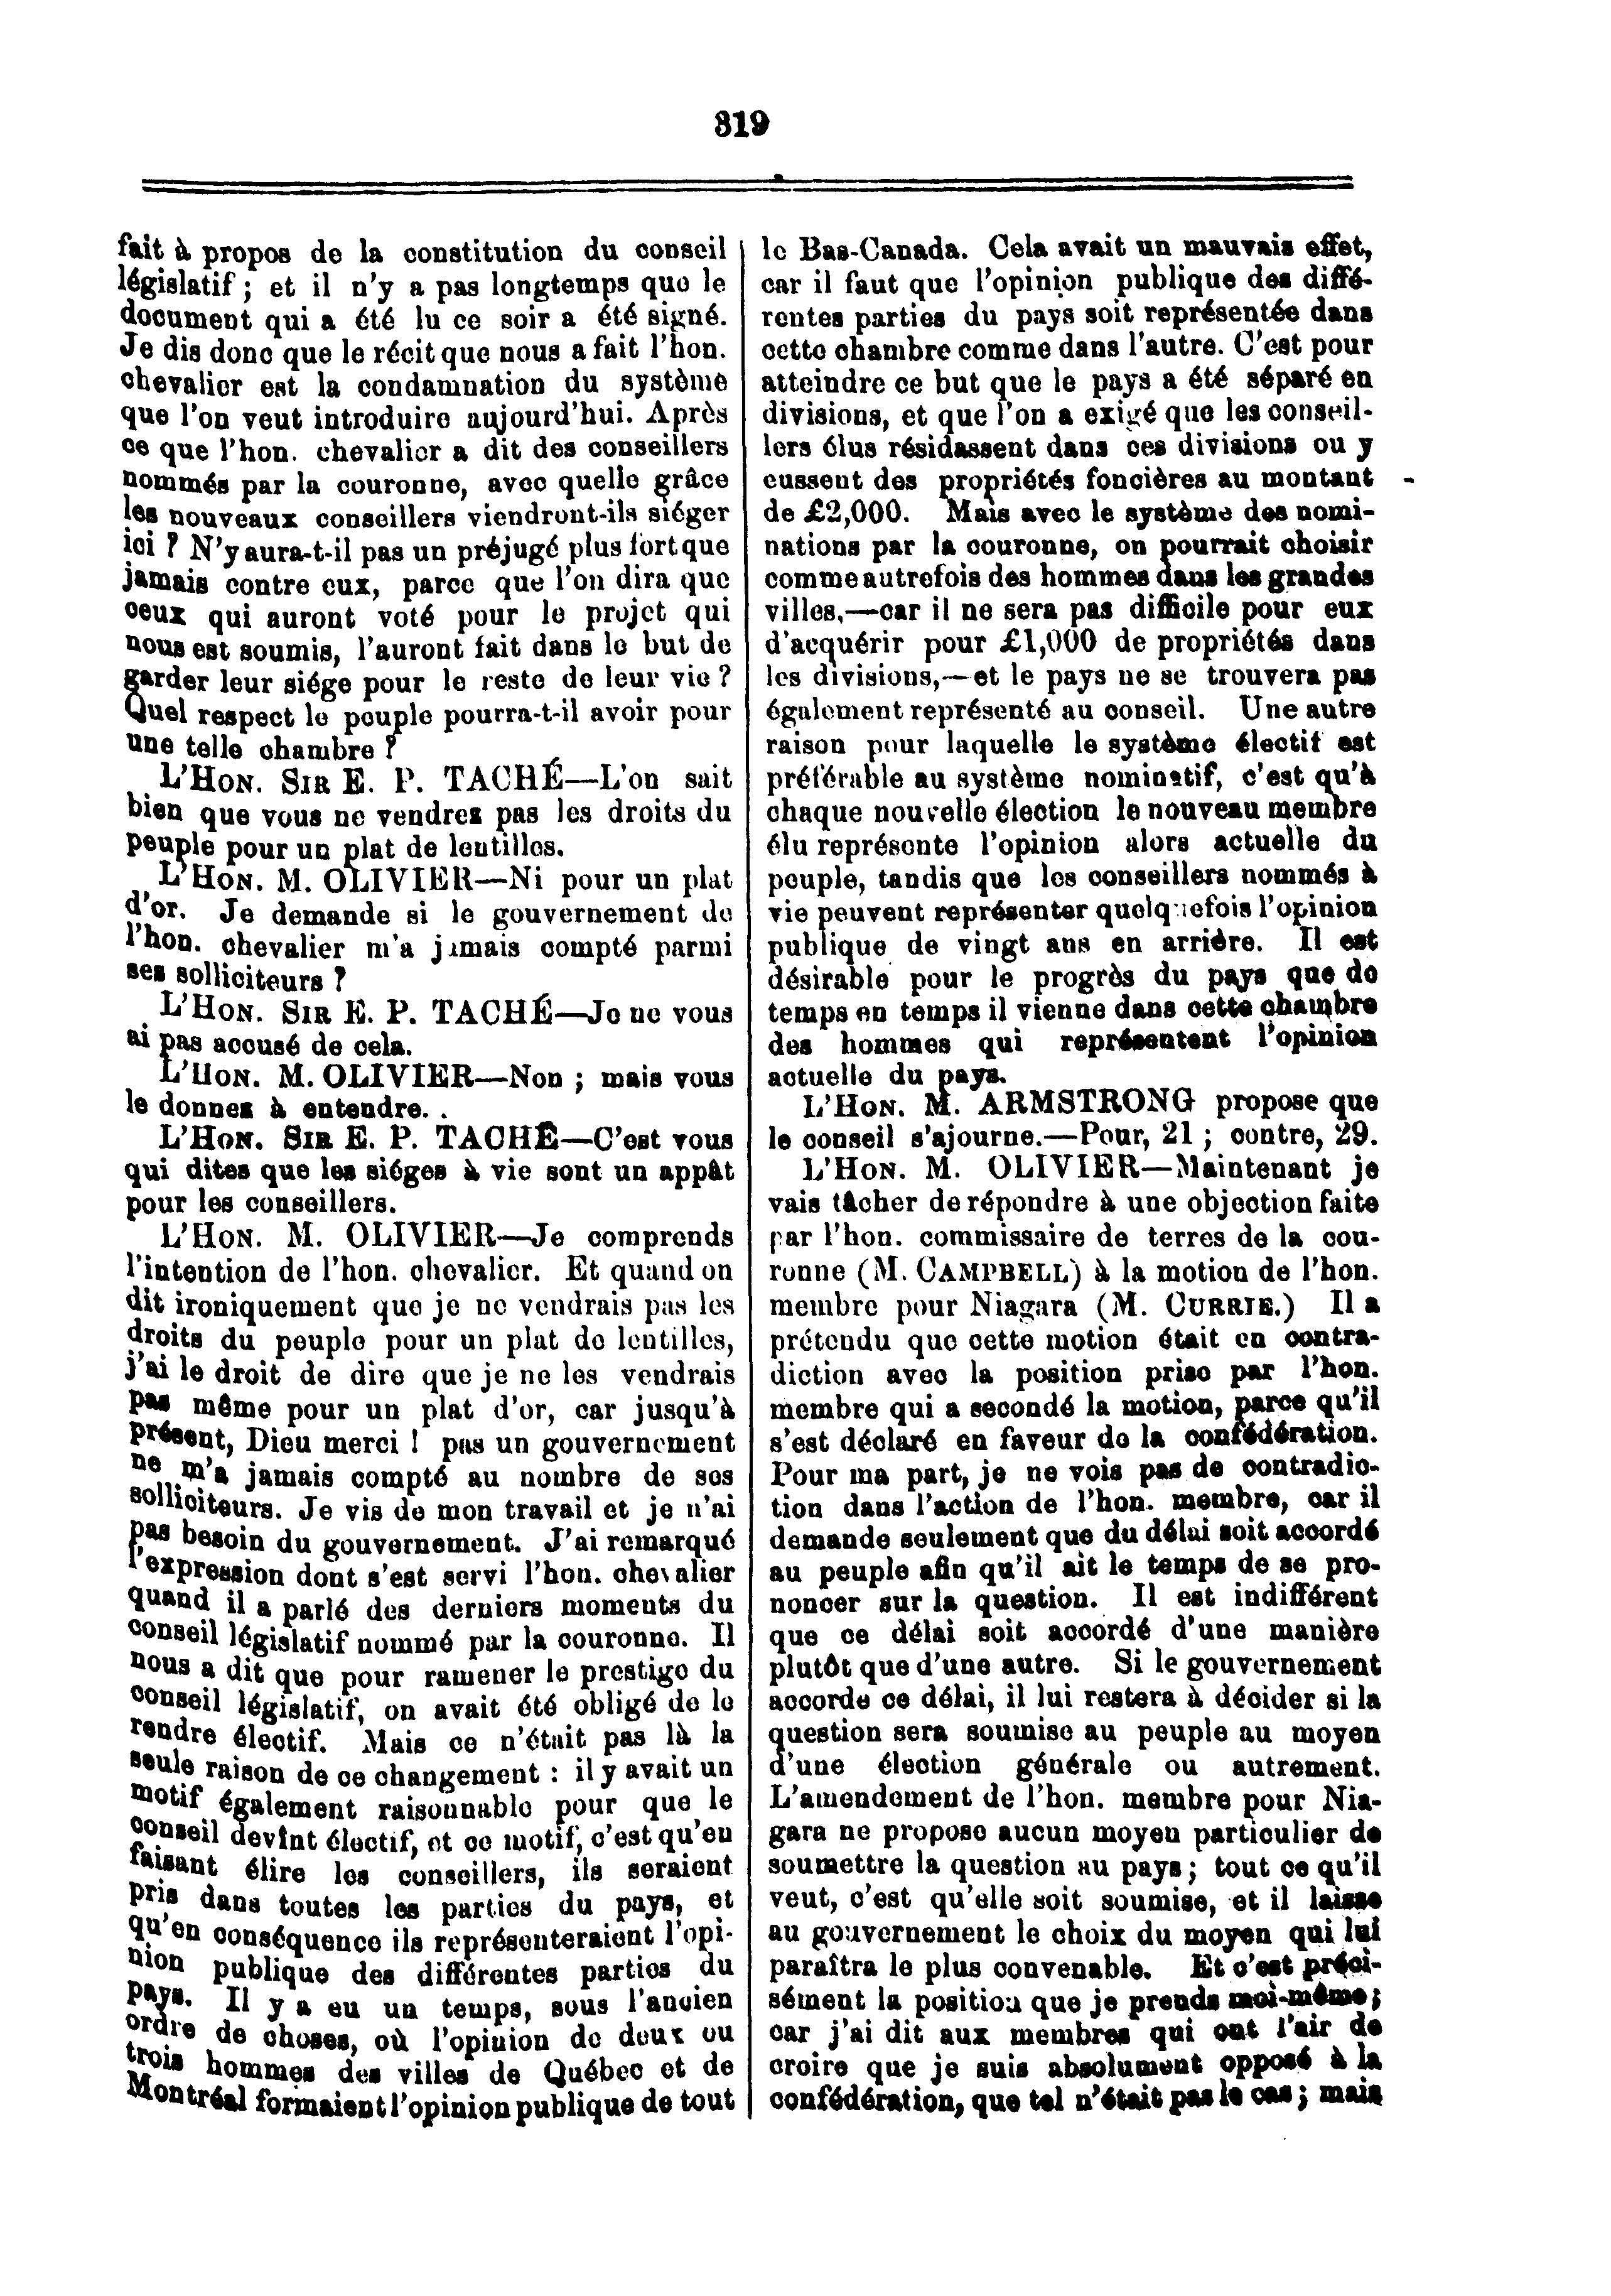 319
fait à propos de la constitution du conseil
législatif ; et il n'y a pas longtemps que le
document qui a été lu ce soir a été signé.
Je dis donc que le récit que nous a fait l'hon.
chevalier est la condamnation du système
que l'on veut introduire aujourd'hui. Après
ce que l'hon. chevalier a dit des conseillers
nommés par la couronne, avec quelle grâce
les nouveaux conseillers viendront-ils siéger
ici ? N'y aura-t-il pas un préjugé plus fort que
jamais contre eux, parce que l'on dira que
ceux qui auront voté pour le projet qui
nous est soumis, l'auront fait dans le but de
garder leur siége pour le reste de leur vie ?
Quel respect le peuple pourra-t-il avoir pour
une telle chambre ?
L'HON. SIR E. P. TACHÉ—L'on sait
bien que vous ne vendrez pas les droits du
peuple pour un plat de lentilles.
L'HON. M. OLIVIER—Ni pour un plat
d'or. Je demande si le gouvernement de
l'hon. chevalier m'a jamais compté parmi
ses solliciteurs ?
L'HON. SIR E. P. TACHÉ—Je ne vous
ai pas accusé de cela.
L'HON. M. OLIVIER—Non ; mais vous
le donnez à entendre. .
L'HON. SIR E. P. TACHÉ—C'est vous
qui dites que les siéges à vie sont un appât
pour les conseillers.
L'HON. M. OLIVIER—Je comprends
l'intention de l'hon. chevalier. Et quand on
dit ironiquement que je ne vendrais pas les
droits du peuple pour un plat de lentilles,
j'ai le droit de dire que je ne les vendrais
pas même pour un plat d'or, car jusqu'à
présent, Dieu merci ! pas un gouvernement
ne m'a jamais compté au nombre de ses
solliciteurs. Je vis de mon travail et je n'ai
pas besoin du gouvernement. J'ai remarqué
l'expression dont s'est servi l'hon. chevalier
quand il a parlé des derniers moments du
conseil législatif nommé par la couronne. Il
nous a dit que pour ramener le prestige du
conseil législatif, on avait été obligé de le
rendre électif. Mais ce n'était pas là la
seule raison de ce changement : il y avait un
motif également raisonnable pour que le
conseil devînt électif, et ce motif, c'est qu'en
faisant élire les conseillers, ils seraient
pris dans toutes les parties du pays, et
qu'en conséquence ils représenteraient l'opi-
nion publique des différentes parties du
pays. Il y a eu un temps, sous l'ancien
ordre de choses, où l'opinion de deux ou
trois hommes des villes de Québec et de
Montréal formaient l'opinion publique de tout
le Bas-Canada. Cela avait un mauvais effet,
car il faut que l'opinion publique des diffé-
rentes parties du pays soit représentée dans
cette chambre comme dans l'autre. C'est pour
atteindre ce but que le pays a été séparé en
divisions, et que l'on a exigé que les conseil-
lers élus résidassent dans ces divisions ou y
eussent des propriétés foncières au montant
de £2,000. Mais avec le système des nomi-
nations par la couronne, on pourrait choisir
comme autrefois des hommes dans les grandes
villes,—car il ne sera pas difficile pour eux
d'acquérir pour £1,000 de propriétés dans
les divisions,—et le pays ne se trouvera pas
également représenté au conseil. Une autre
raison pour laquelle le système électif est
préférable au système nominatif, c'est qu'à
chaque nouvelle élection le nouveau membre
élu représente l'opinion alors actuelle du
peuple, tandis que les conseillers nommés à
vie peuvent représenter quelquefois l'opinion
publique de vingt ans en arrière. Il est
désirable pour le progrès du pays que de
temps en temps il vienne dans cette chambre
des hommes qui représentent l'opinion
actuelle du pays.
L'HON. M. ARMSTRONG propose que
le conseil s'ajourne.—Pour, 21 ; contre, 29.
L'HON. M. OLIVIER—Maintenant je
vais tâcher de répondre à une objection faite
par l'hon. commissaire de terres de la cou-
ronne (M. CAMPBELL) à la motion de l'hon.
membre pour Niagara (M. CURRIE.) Il a
prétendu que cette motion était en contra-
diction avec la position prise par l'hon.
membre qui a secondé la motion, parce qu'il
s'est déclaré en faveur de la confédération.
Pour ma part, je ne vois pas de contradic-
tion dans l'action de l'hon. membre, car il
demande seulement que du délai soit accordé
au peuple afin qu'il ait le temps de se pro-
noncer sur la question. Il est indifférent
que ce délai soit accordé d'une manière
plutôt que d'une autre. Si le gouvernement
accorde ce délai, il lui restera à décider si la
question sera soumise au peuple au moyen
d'une élection générale ou autrement.
L'amendement de l'hon. membre pour Nia-
gara ne propose aucun moyen particulier de
soumettre la question au pays ; tout ce qu'il
veut, c'est qu'elle soit soumise, et il laisse
au gouvernement le choix du moyen qui lui
paraîtra le plus convenable. Et c'est préci-
sément la position que je prends moi-même ;
car j'ai dit aux membres qui ont l'air de
croire que je suis absolument opposé à la
confédération, que tel n'était pas le cas ; mais